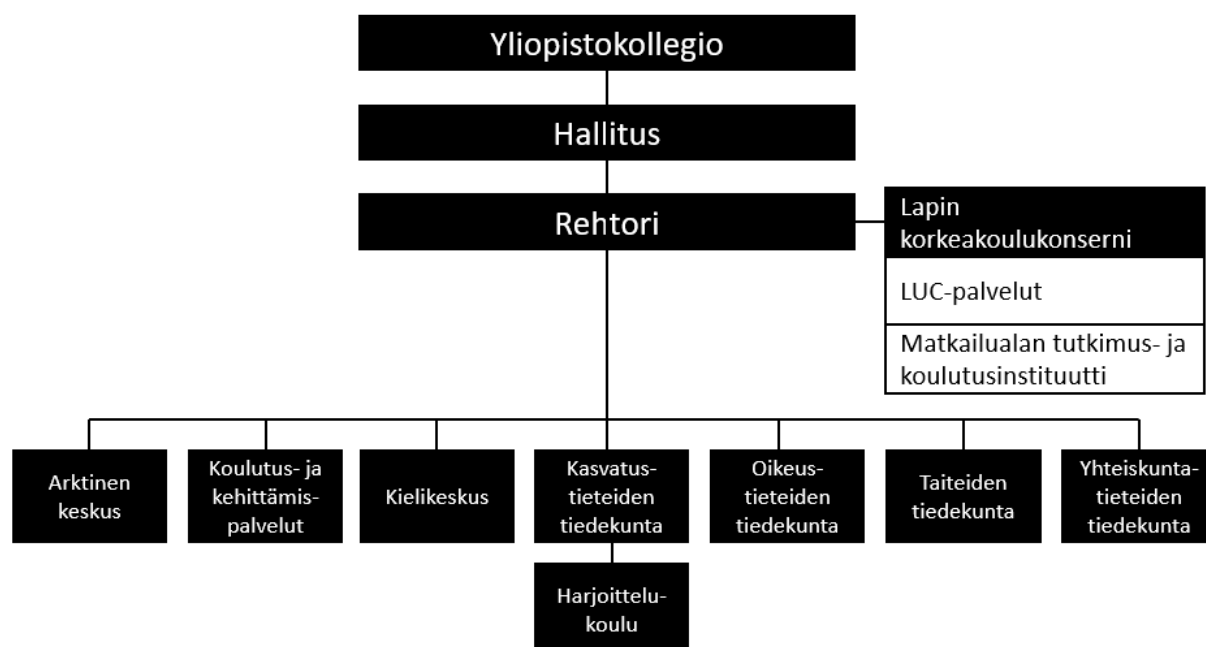 Yliopistokollegio
Hallitus
Rehtori
Lapin
korkeakoulukonserni
LUC-palvelut
Matkailualan tutkimus- ja
koulutusinstituutti
Arktinen
keskus
Koulutus- ja
kehittämis-
palvelut
Kielikeskus
Kasvatus-
tieteiden
tiedekunta
Oikeus-
tieteiden
tiedekunta
Taiteiden
tiedekunta
Yhteiskunta-
tieteiden
tiedekunta
Harjoittelu-
koulu